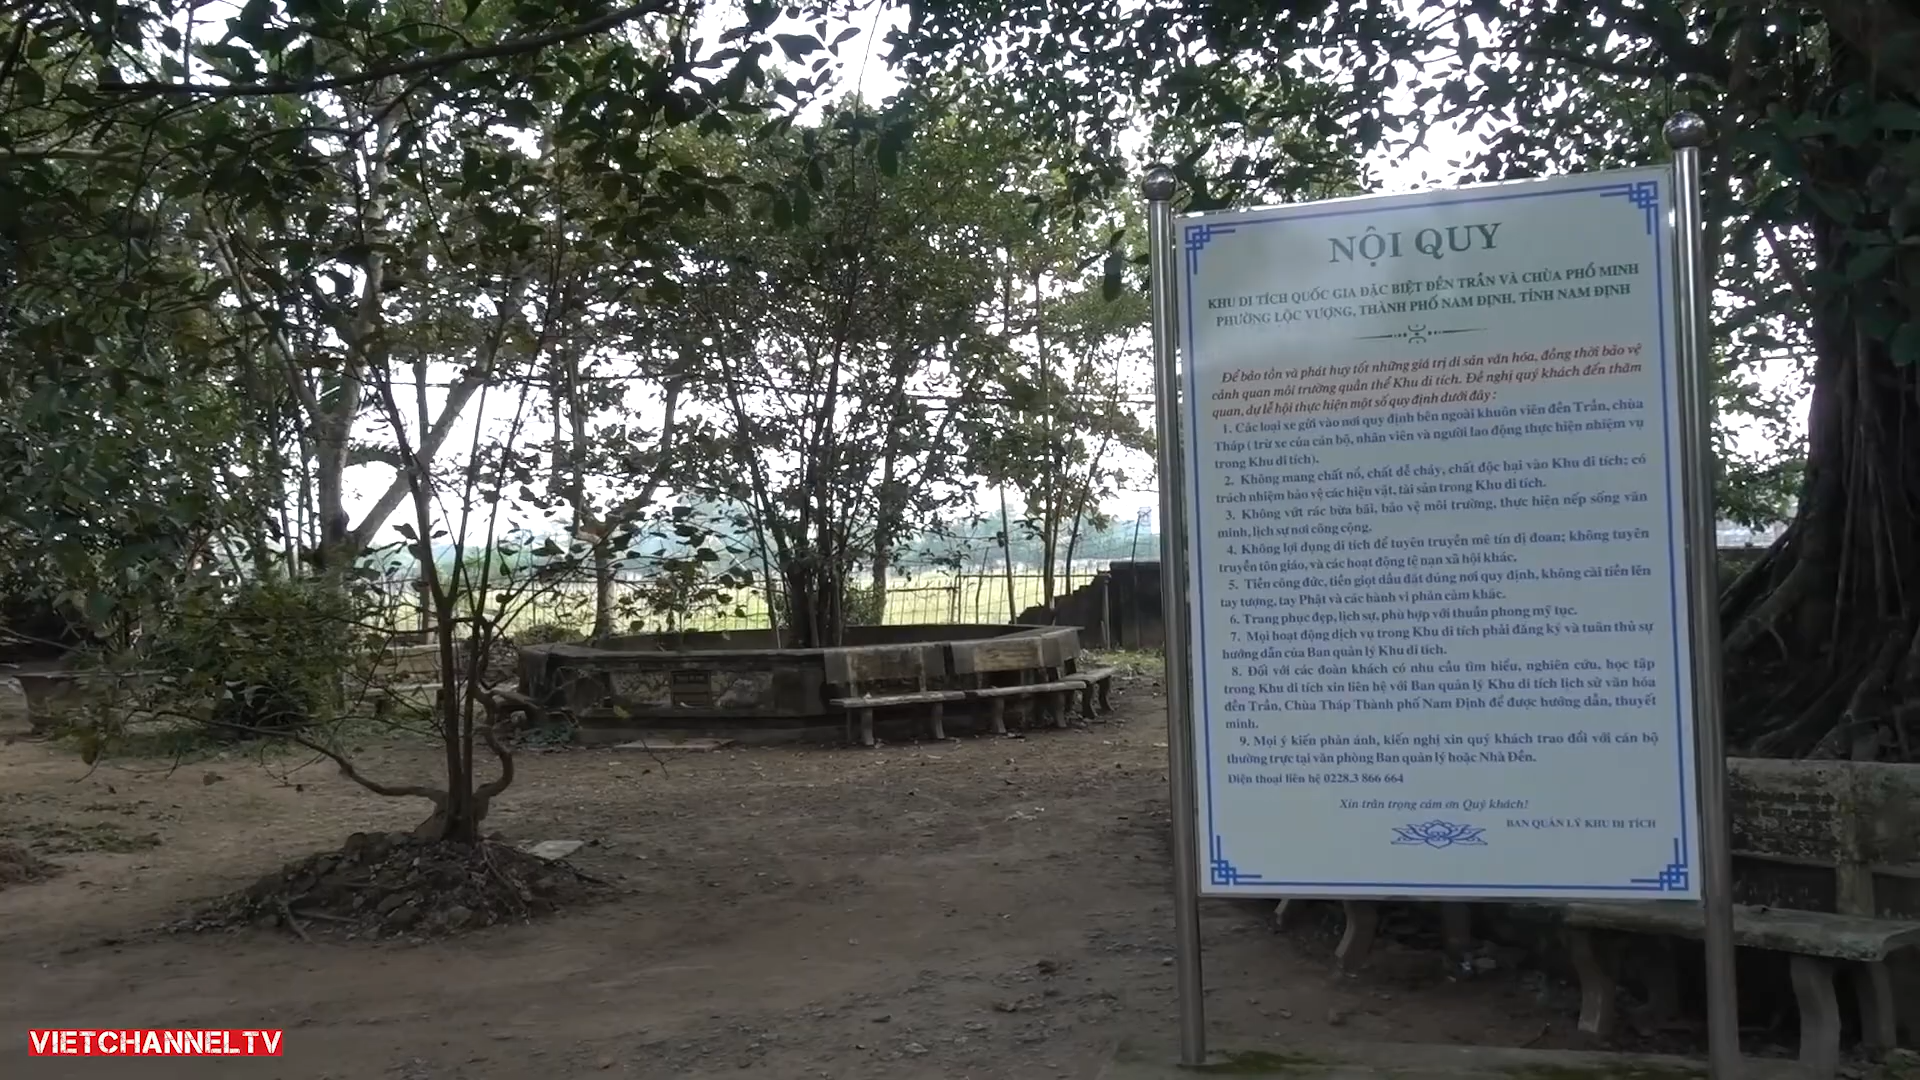 NỘI QUY
KHU DI TÍCH QUỐC GIA ĐẶC BIỆT ĐỀN TRẦN VÀ CHÙA PHỔ MINH
PHƯỜNG LỘC VƯỢNG, THÀNH PHỐ NAM ĐỊNH, TỈNH NAM ĐỊNH
Để bảo tồn và phát huy tốt những giá trị di sản văn hóa, đồng thời bảo vệ
cảnh quan môi trường quần thể Khu di tích. Đề nghị quý khách đến thăm
quan, dự lễ hội thực hiện một số quy định dưới đây :
1. Các loại xe gửi vào nơi quy định bên ngoài khuôn viên đền Trần, chùa
Tháp ( trừ xe của cán bộ, nhân viên và người lao động thực hiện nhiệm vụ
trong Khu di tích).
2. Không mang chất nổ, chất dễ cháy, chất độc hại vào Khu di tích; có
trách nhiệm bảo vệ các hiện vật, tài sản trong Khu di tích.
3. Không vứt rác bừa bãi, bảo vệ môi trường, thực hiện nếp sống văn
minh, lịch sự nơi công cộng.
4. Không lợi dụng di tích để tuyên truyền mê tín dị đoan; không tuyên
truyền tôn giáo, và các hoạt động tệ nạn xã hội khác.
5. Tiền công đức, tiền giọt dầu đặt đúng nơi quy định, không cài tiền lên
tay tượng, tay Phật và các hành vi phản cảm khác.
6. Trang phục đẹp, lịch sự, phù hợp với thuần phong mỹ tục.
7. Mọi hoạt động dịch vụ trong Khu di tích phải đăng ký và tuân thủ sự
hướng dẫn của Ban quản lý Khu di tích.
8. Đối với các đoàn khách có nhu cầu tìm hiểu, nghiên cứu, học tập
trong Khu di tích xin liên hệ với Ban quản lý Khu di tích lịch sử văn hóa
đền Trần, Chùa Tháp Thành phố Nam Định để được hướng dẫn, thuyết
minh.
9. Mọi ý kiến phản ánh, kiến nghị xin quý khách trao đổi với cán bộ
thường trực tại văn phòng Ban quản lý hoặc Nhà Đền.
Điện thoại liên hệ 0228.3 866 664
Xin trân trọng cảm ơn Quý khách!
BAN QUẢN LÝ KHU DI TÍCH
VIETCHANNELTV